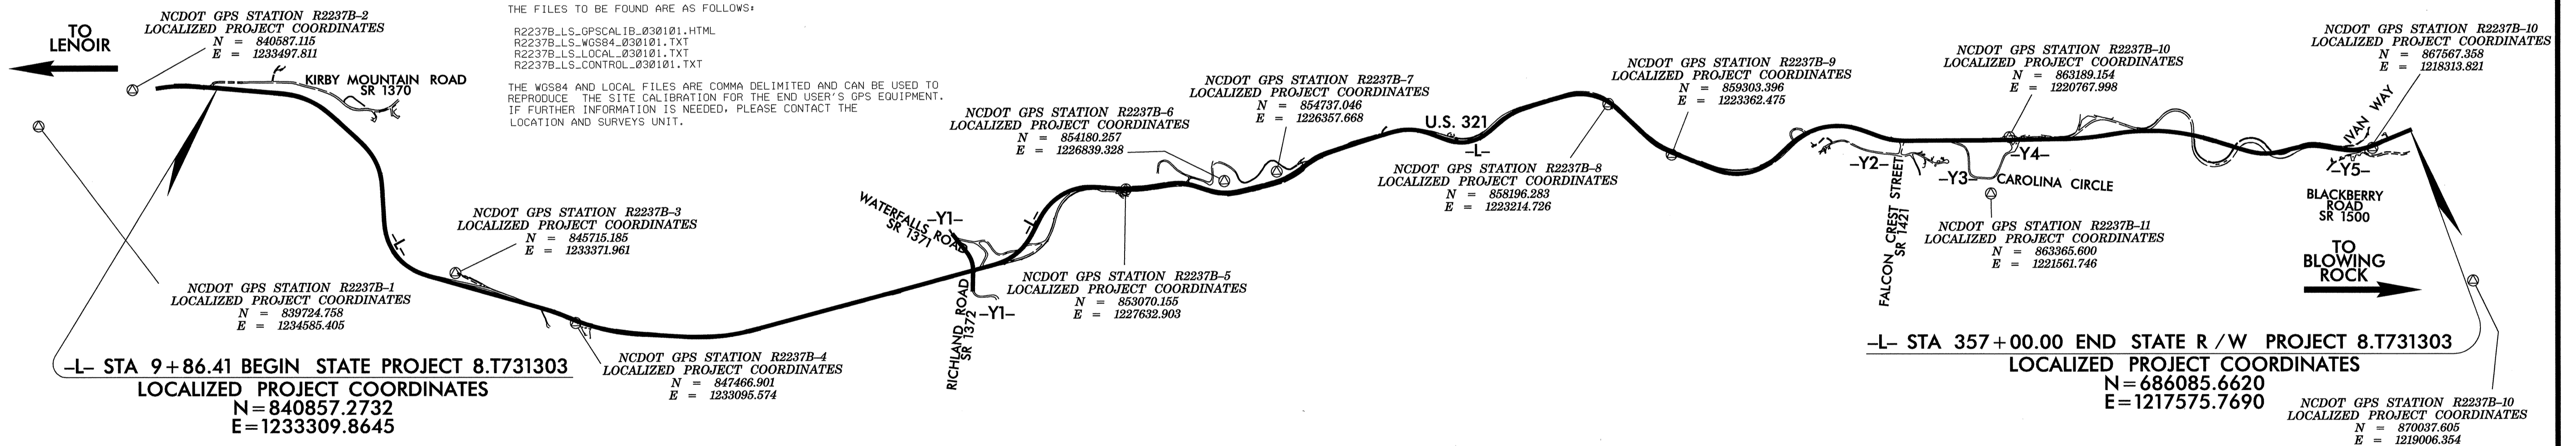 THE FILES TO BE FOUND ARE AS FOLLOWS:
R2237B_LS_GPSCALIB_030101.HTML
R2237B_LS_WGS84_030101.TXT
R2237B_LS_LOCAL_030101.TXT
R2237B_LS_CONTROL_030101.TXT
THE WGS84 AND LOCAL FILES ARE COMMA DELIMITED AND CAN BE USED TO
REPRODUCE THE SITE CALIBRATION FOR THE END USER'S GPS EQUIPMENT.
IF FURTHER INFORMATION IS NEEDED, PLEASE CONTACT THE
LOCATION AND SURVEYS UNIT.
TO
LENOIR
NCDOT GPS STATION R2237B-2
LOCALIZED PROJECT COORDINATES
N = 840587.115
E = 1233497.811
KIRBY MOUNTAIN ROAD
SR 1370
NCDOT GPS STATION R2237B-1
LOCALIZED PROJECT COORDINATES
N = 839724.758
E = 1234585.405
-L- STA 9+86.41 BEGIN STATE PROJECT 8.T731303
LOCALIZED PROJECT COORDINATES
N=840857.2732
E=1233309.8645
-L-
NCDOT GPS STATION R2237B-3
LOCALIZED PROJECT COORDINATES
N = 845715.185
E = 1233371.961
NCDOT GPS STATION R2237B-4
LOCALIZED PROJECT COORDINATES
N = 847466.901
E = 1233095.574
WATERFALLS ROAD
SR 1371
-Y1-
RICHLAND ROAD
SR 1372
-Y1-
-L-
NCDOT GPS STATION R2237B-5
LOCALIZED PROJECT COORDINATES
N = 853070.155
E = 1227632.903
NCDOT GPS STATION R2237B-6
LOCALIZED PROJECT COORDINATES
N = 854180.257
E = 1226839.328
NCDOT GPS STATION R2237B-7
LOCALIZED PROJECT COORDINATES
N = 854737.046
E = 1226357.668
U.S. 321
-L-
NCDOT GPS STATION R2237B-8
LOCALIZED PROJECT COORDINATES
N = 858196.283
E = 1223214.726
NCDOT GPS STATION R2237B-9
LOCALIZED PROJECT COORDINATES
N = 859303.396
E = 1223362.475
-Y2-
FALCON CREST STREET
SR 1421
-Y3-
CAROLINA CIRCLE
-Y4-
NCDOT GPS STATION R2237B-10
LOCALIZED PROJECT COORDINATES
N = 863189.154
E = 1220767.998
NCDOT GPS STATION R2237B-11
LOCALIZED PROJECT COORDINATES
N = 863365.600
E = 1221561.746
NCDOT GPS STATION R2237B-10
LOCALIZED PROJECT COORDINATES
N = 867567.358
E = 1218313.821
IVAN WAY
-Y5-
BLACKBERRY
ROAD
SR 1500
TO
BLOWING
ROCK
-L- STA 357+00.00 END STATE R/W PROJECT 8.T731303
LOCALIZED PROJECT COORDINATES
N=686085.6620
E=1217575.7690
NCDOT GPS STATION R2237B-10
LOCALIZED PROJECT COORDINATES
N = 870037.605
E = 1219006.354